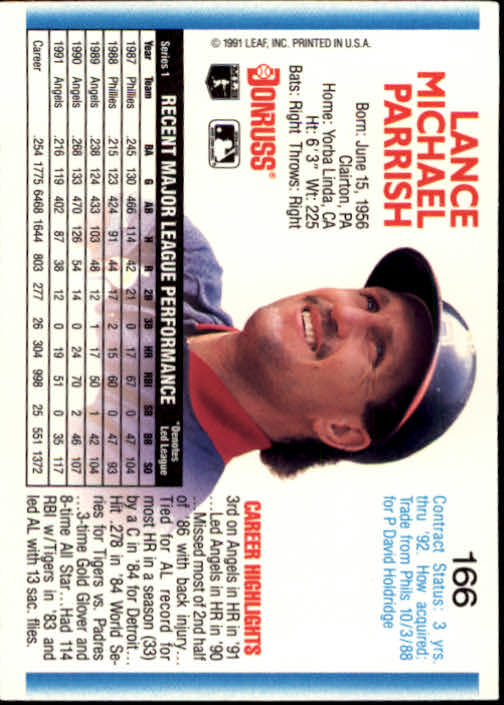 166
LANCE
MICHAEL
PARRISH
Born: June 15, 1956
Clairton, PA
Home: Yorba Linda, CA
Ht: 6' 3" Wt: 225
Bats: Right Throws: Right
DONRUSS®
MLB
© 1991 LEAF, INC. PRINTED IN U.S.A.
Contract Status: 3 yrs.
thru '92. How acquired:
Trade from Phils 10/3/88
for P David Holdridge
CAREER HIGHLIGHTS
3rd on Angels in HR in '91
...Led Angels in HR in '90
...Missed most of 2nd half
of '86 with back injury...
Tied for AL record for
most HR in a season (33)
by a C in '84 for Detroit...
Hit .278 in '84 World Se-
ries for Tigers vs. Padres
...3-time Gold Glover and
8-time All Star...Had 114
RBI w/Tigers in '83 and
led AL with 13 sac. flies.
Series 1 RECENT MAJOR LEAGUE PERFORMANCE *Denotes Led League
Year Team BA G AB H R 2B 3B HR RBI SB BB SO
1987 Phillies .245 130 466 114 42 21 0 17 67 0 47 104
1988 Phillies .215 123 424 91 44 17 2 15 60 0 47 93
1989 Angels .238 124 433 103 48 12 1 17 50 1 42 104
1990 Angels .268 133 470 126 54 14 0 24 70 2 46 107
1991 Angels .216 119 402 87 38 12 0 19 51 0 35 117
Career .254 1775 6488 1644 803 277 26 304 998 25 551 1372